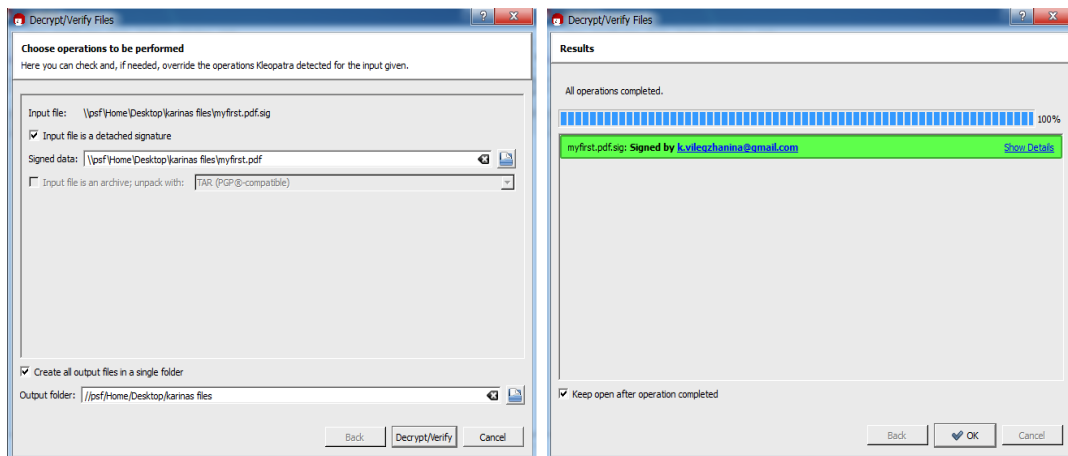 Decrypt/Verify Files
Choose operations to be performed
Here you can check and, if needed, override the operations Kleopatra detected for the input given.
Input file: \\psf\Home\Desktop\karinas files\myfirst.pdf.sig
Input file is a detached signature
Signed data: \\psf\Home\Desktop\karinas files\myfirst.pdf
Input file is an archive; unpack with: TAR (PGP®-compatible)
Create all output files in a single folder
Output folder: //psf/Home/Desktop/karinas files
Back Decrypt/Verify Cancel
Decrypt/Verify Files
Results
All operations completed.
100%
myfirst.pdf.sig: Signed by k.vilegzhanina@gmail.com Show Details
Keep open after operation completed
Back OK Cancel